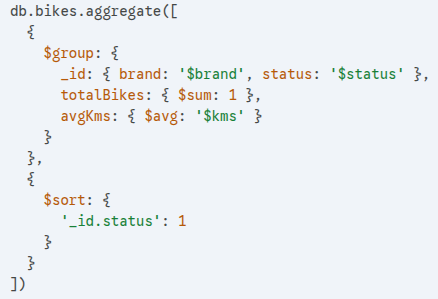 db.bikes.aggregate([
  {
    $group: {
      _id: { brand: '$brand', status: '$status' },
      totalBikes: { $sum: 1 },
      avgKms: { $avg: '$kms' }
    }
  },
  {
    $sort: {
      '_id.status': 1
    }
  }
])